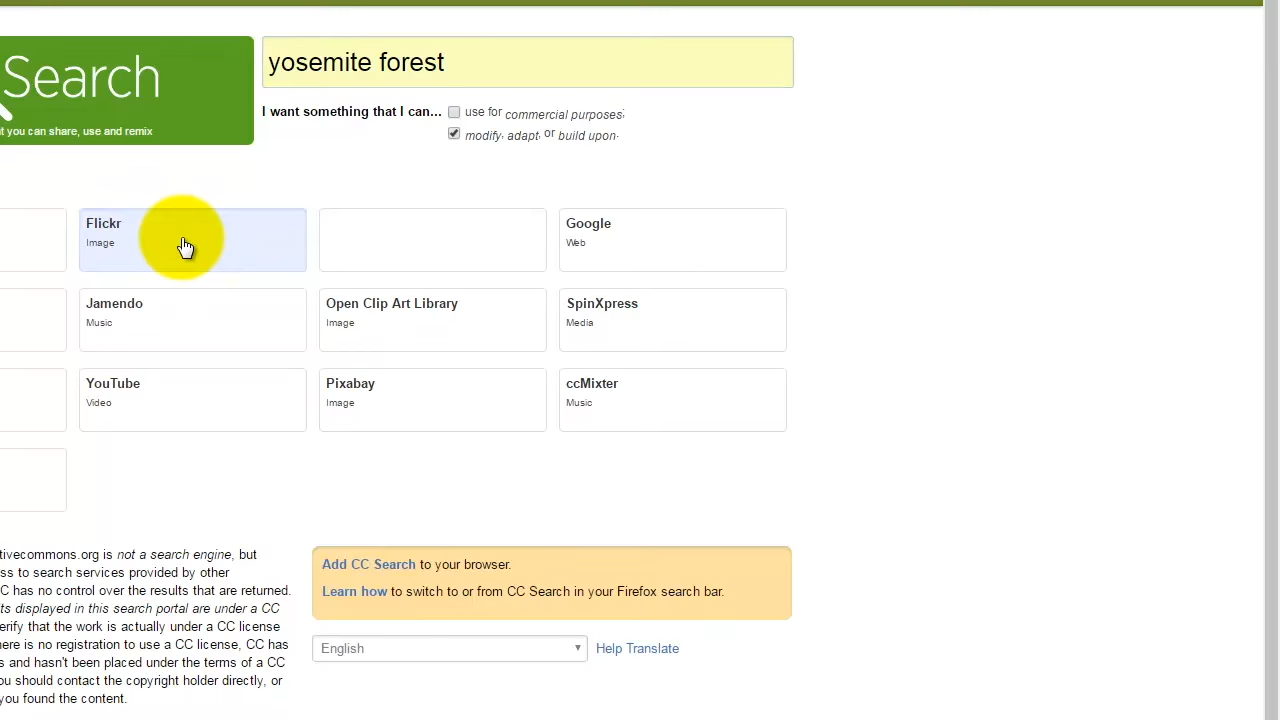 Search
t you can share, use and remix
yosemite forest
I want something that I can... use for commercial purposes;
modify, adapt, or build upon.
Flickr
Image
Google
Web
Jamendo
Music
Open Clip Art Library
Image
SpinXpress
Media
YouTube
Video
Pixabay
Image
ccMixter
Music
tivecommons.org is not a search engine, but
ss to search services provided by other
C has no control over the results that are returned.
ts displayed in this search portal are under a CC
erify that the work is actually under a CC license
ere is no registration to use a CC license, CC has
s and hasn't been placed under the terms of a CC
ou should contact the copyright holder directly, or
you found the content.
Add CC Search to your browser.
Learn how to switch to or from CC Search in your Firefox search bar.
English
Help Translate